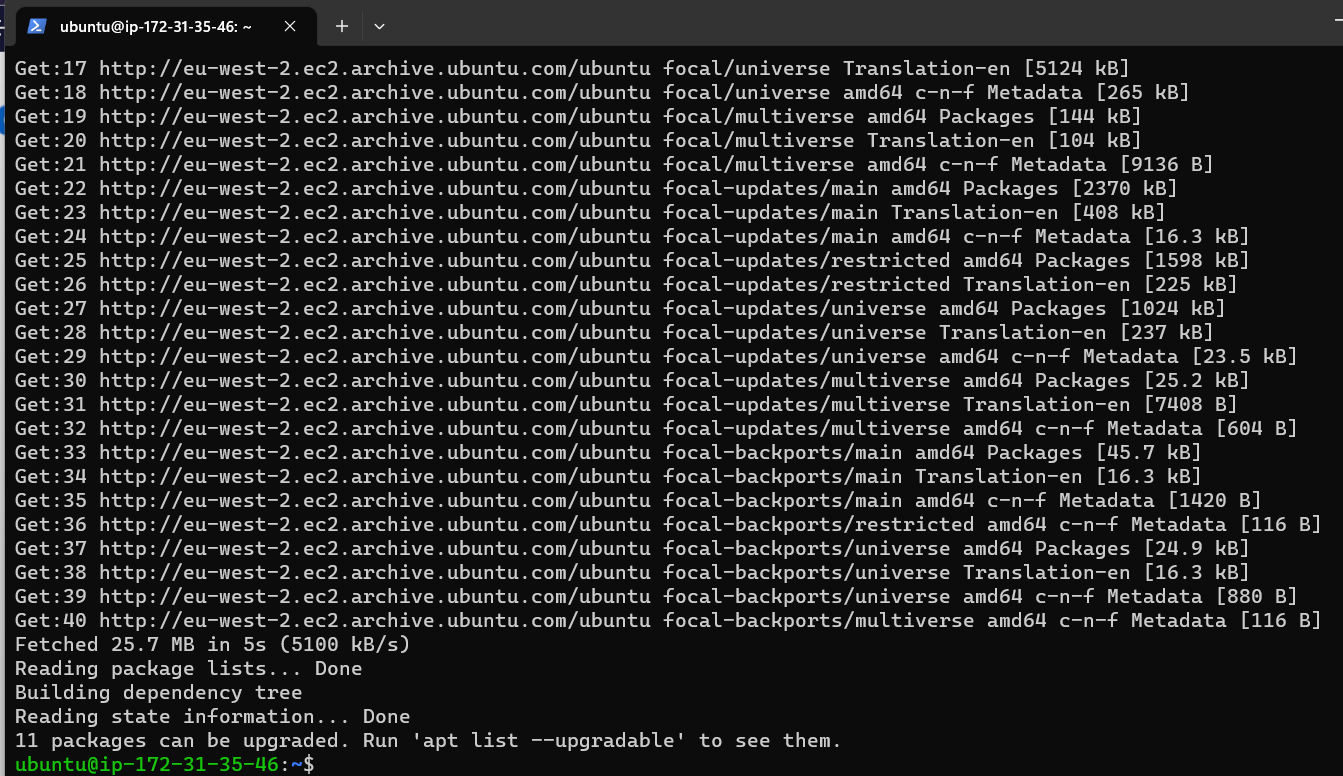 ubuntu@ip-172-31-35-46: ~
Get:17 http://eu-west-2.ec2.archive.ubuntu.com/ubuntu focal/universe Translation-en [5124 kB]
Get:18 http://eu-west-2.ec2.archive.ubuntu.com/ubuntu focal/universe amd64 c-n-f Metadata [265 kB]
Get:19 http://eu-west-2.ec2.archive.ubuntu.com/ubuntu focal/multiverse amd64 Packages [144 kB]
Get:20 http://eu-west-2.ec2.archive.ubuntu.com/ubuntu focal/multiverse Translation-en [104 kB]
Get:21 http://eu-west-2.ec2.archive.ubuntu.com/ubuntu focal/multiverse amd64 c-n-f Metadata [9136 B]
Get:22 http://eu-west-2.ec2.archive.ubuntu.com/ubuntu focal-updates/main amd64 Packages [2370 kB]
Get:23 http://eu-west-2.ec2.archive.ubuntu.com/ubuntu focal-updates/main Translation-en [408 kB]
Get:24 http://eu-west-2.ec2.archive.ubuntu.com/ubuntu focal-updates/main amd64 c-n-f Metadata [16.3 kB]
Get:25 http://eu-west-2.ec2.archive.ubuntu.com/ubuntu focal-updates/restricted amd64 Packages [1598 kB]
Get:26 http://eu-west-2.ec2.archive.ubuntu.com/ubuntu focal-updates/restricted Translation-en [225 kB]
Get:27 http://eu-west-2.ec2.archive.ubuntu.com/ubuntu focal-updates/universe amd64 Packages [1024 kB]
Get:28 http://eu-west-2.ec2.archive.ubuntu.com/ubuntu focal-updates/universe Translation-en [237 kB]
Get:29 http://eu-west-2.ec2.archive.ubuntu.com/ubuntu focal-updates/universe amd64 c-n-f Metadata [23.5 kB]
Get:30 http://eu-west-2.ec2.archive.ubuntu.com/ubuntu focal-updates/multiverse amd64 Packages [25.2 kB]
Get:31 http://eu-west-2.ec2.archive.ubuntu.com/ubuntu focal-updates/multiverse Translation-en [7408 B]
Get:32 http://eu-west-2.ec2.archive.ubuntu.com/ubuntu focal-updates/multiverse amd64 c-n-f Metadata [604 B]
Get:33 http://eu-west-2.ec2.archive.ubuntu.com/ubuntu focal-backports/main amd64 Packages [45.7 kB]
Get:34 http://eu-west-2.ec2.archive.ubuntu.com/ubuntu focal-backports/main Translation-en [16.3 kB]
Get:35 http://eu-west-2.ec2.archive.ubuntu.com/ubuntu focal-backports/main amd64 c-n-f Metadata [1420 B]
Get:36 http://eu-west-2.ec2.archive.ubuntu.com/ubuntu focal-backports/restricted amd64 c-n-f Metadata [116 B]
Get:37 http://eu-west-2.ec2.archive.ubuntu.com/ubuntu focal-backports/universe amd64 Packages [24.9 kB]
Get:38 http://eu-west-2.ec2.archive.ubuntu.com/ubuntu focal-backports/universe Translation-en [16.3 kB]
Get:39 http://eu-west-2.ec2.archive.ubuntu.com/ubuntu focal-backports/universe amd64 c-n-f Metadata [880 B]
Get:40 http://eu-west-2.ec2.archive.ubuntu.com/ubuntu focal-backports/multiverse amd64 c-n-f Metadata [116 B]
Fetched 25.7 MB in 5s (5100 kB/s)
Reading package lists... Done
Building dependency tree
Reading state information... Done
11 packages can be upgraded. Run 'apt list --upgradable' to see them.
ubuntu@ip-172-31-35-46:~$